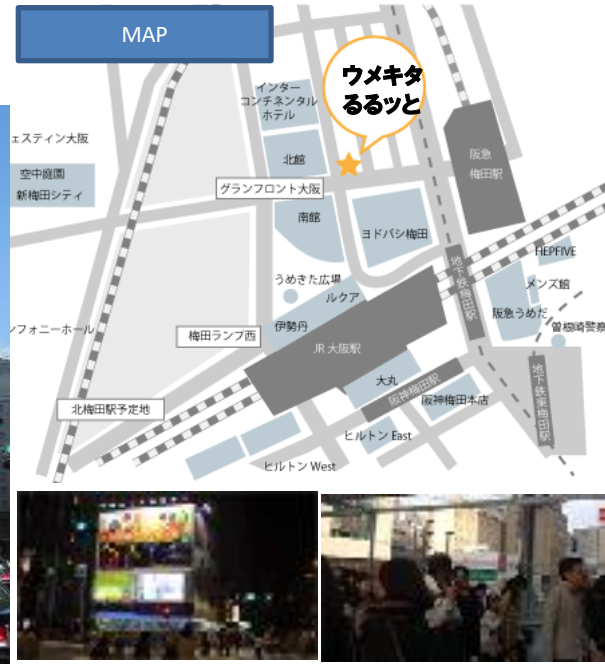 MAP
ウメキタ
るるッと
インター
コンチネンタル
ホテル
ェスティン大阪
北館
阪急
梅田駅
空中庭園
新梅田シティ
グランフロント大阪
南館
ヨドバシ梅田
HEPFIVE
地下鉄梅田駅
うめきた広場
メンズ館
ルクア
阪急うめだ
ンフォニーホール
伊勢丹
曽根崎警察
梅田ランプ西
JR 大阪駅
大丸
阪神梅田駅
地下鉄東梅田駅
阪神梅田本店
北梅田駅予定地
ヒルトン East
ヒルトン West